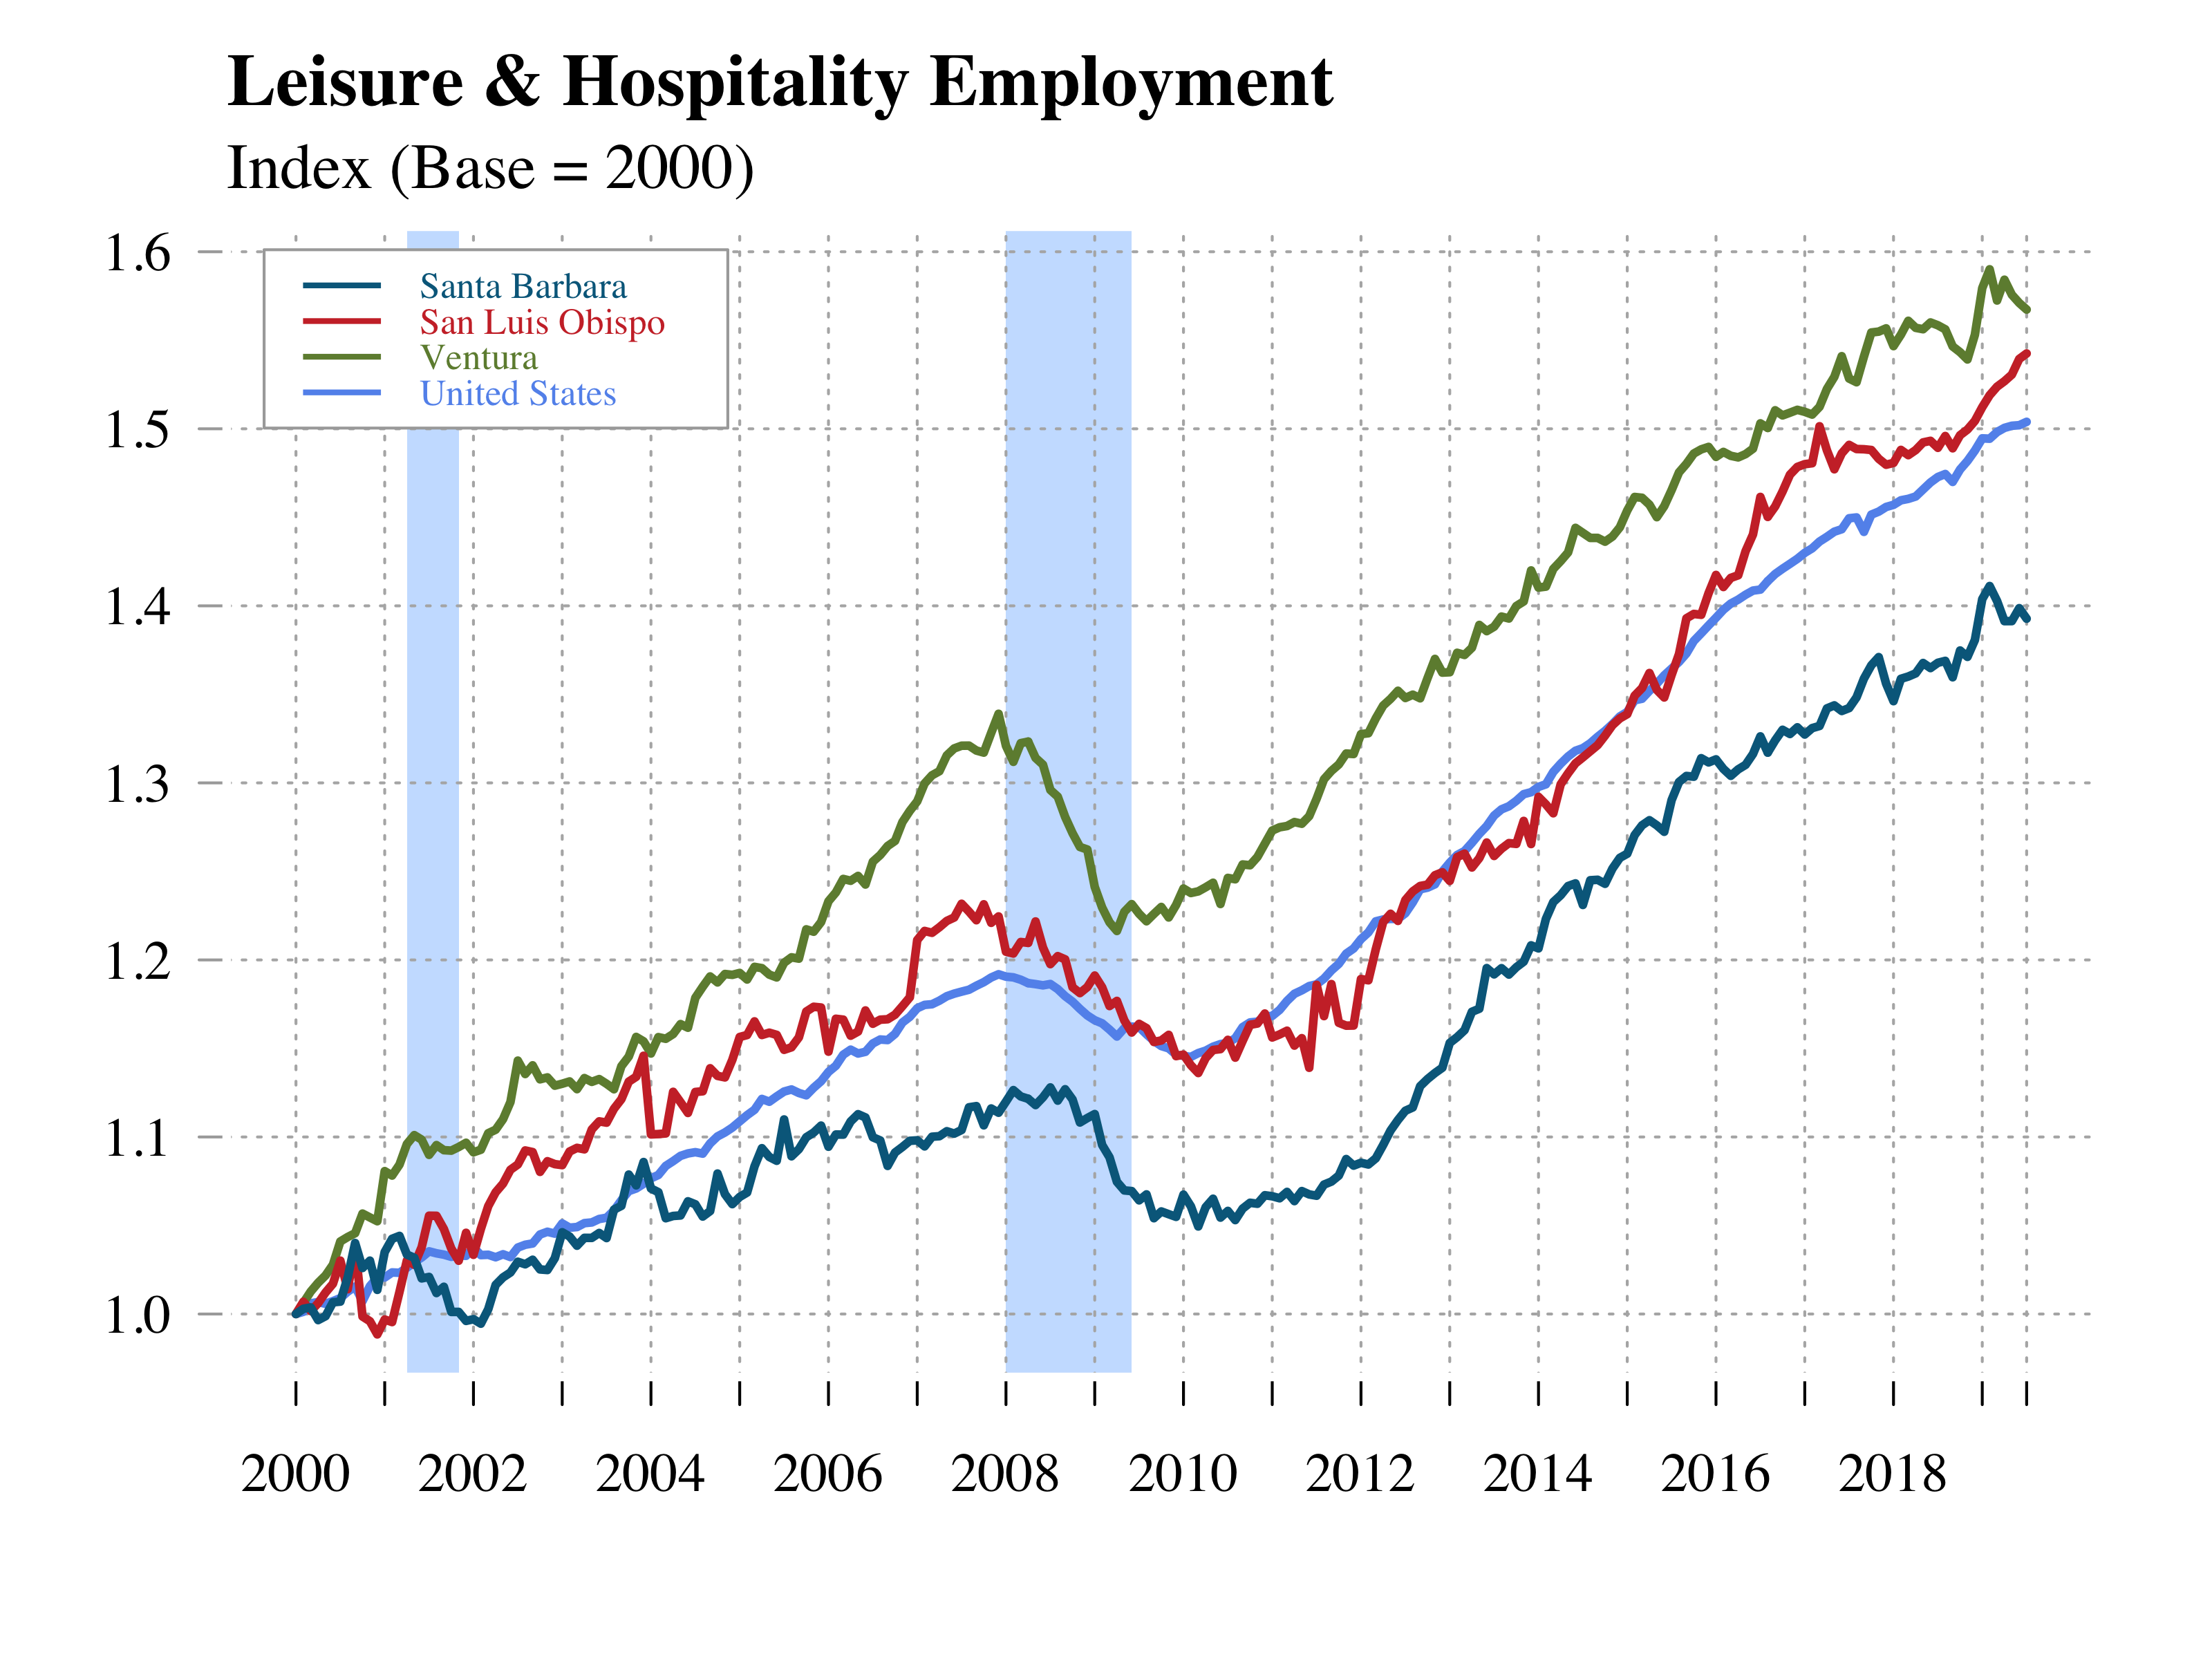 Leisure & Hospitality Employment
Index (Base = 2000)
1.6
Santa Barbara
San Luis Obispo
Ventura
United States
1.5
1.4
1.3
1.2
1.1
1.0
2000 2002 2004 2006 2008 2010 2012 2014 2016 2018